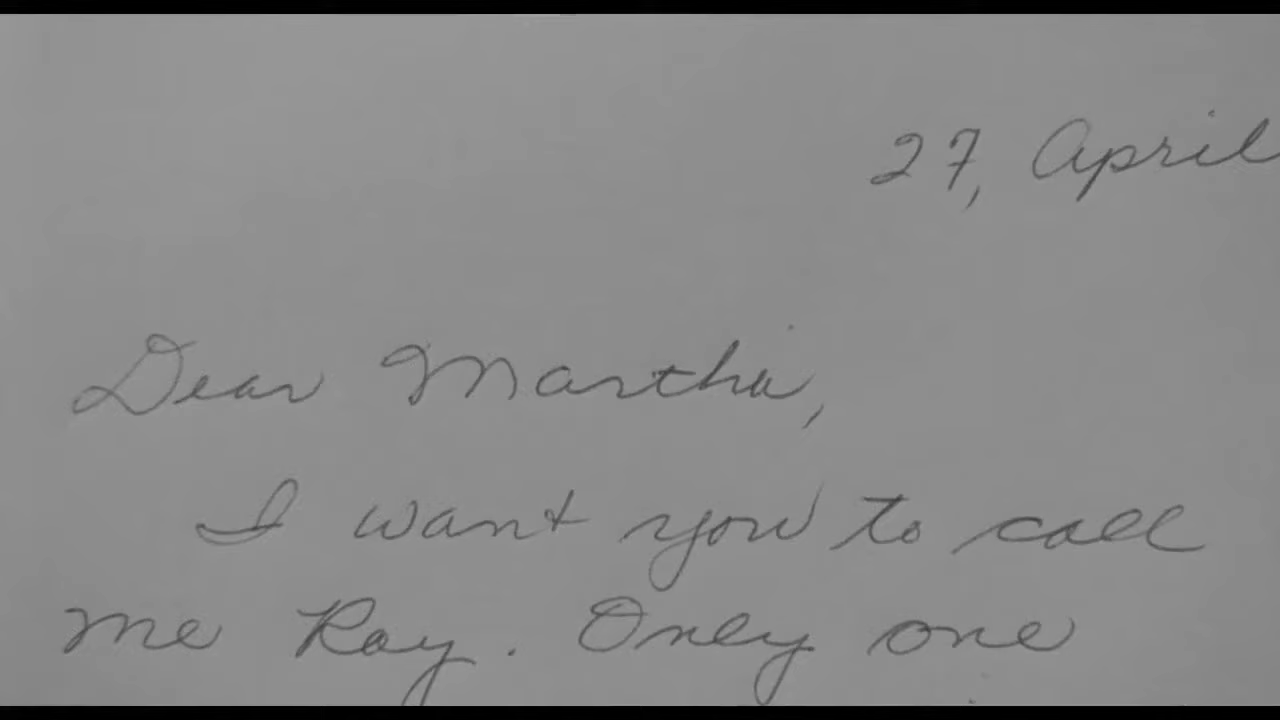 27, April
Dear Martha,
I want you to call
me Ray. Only one